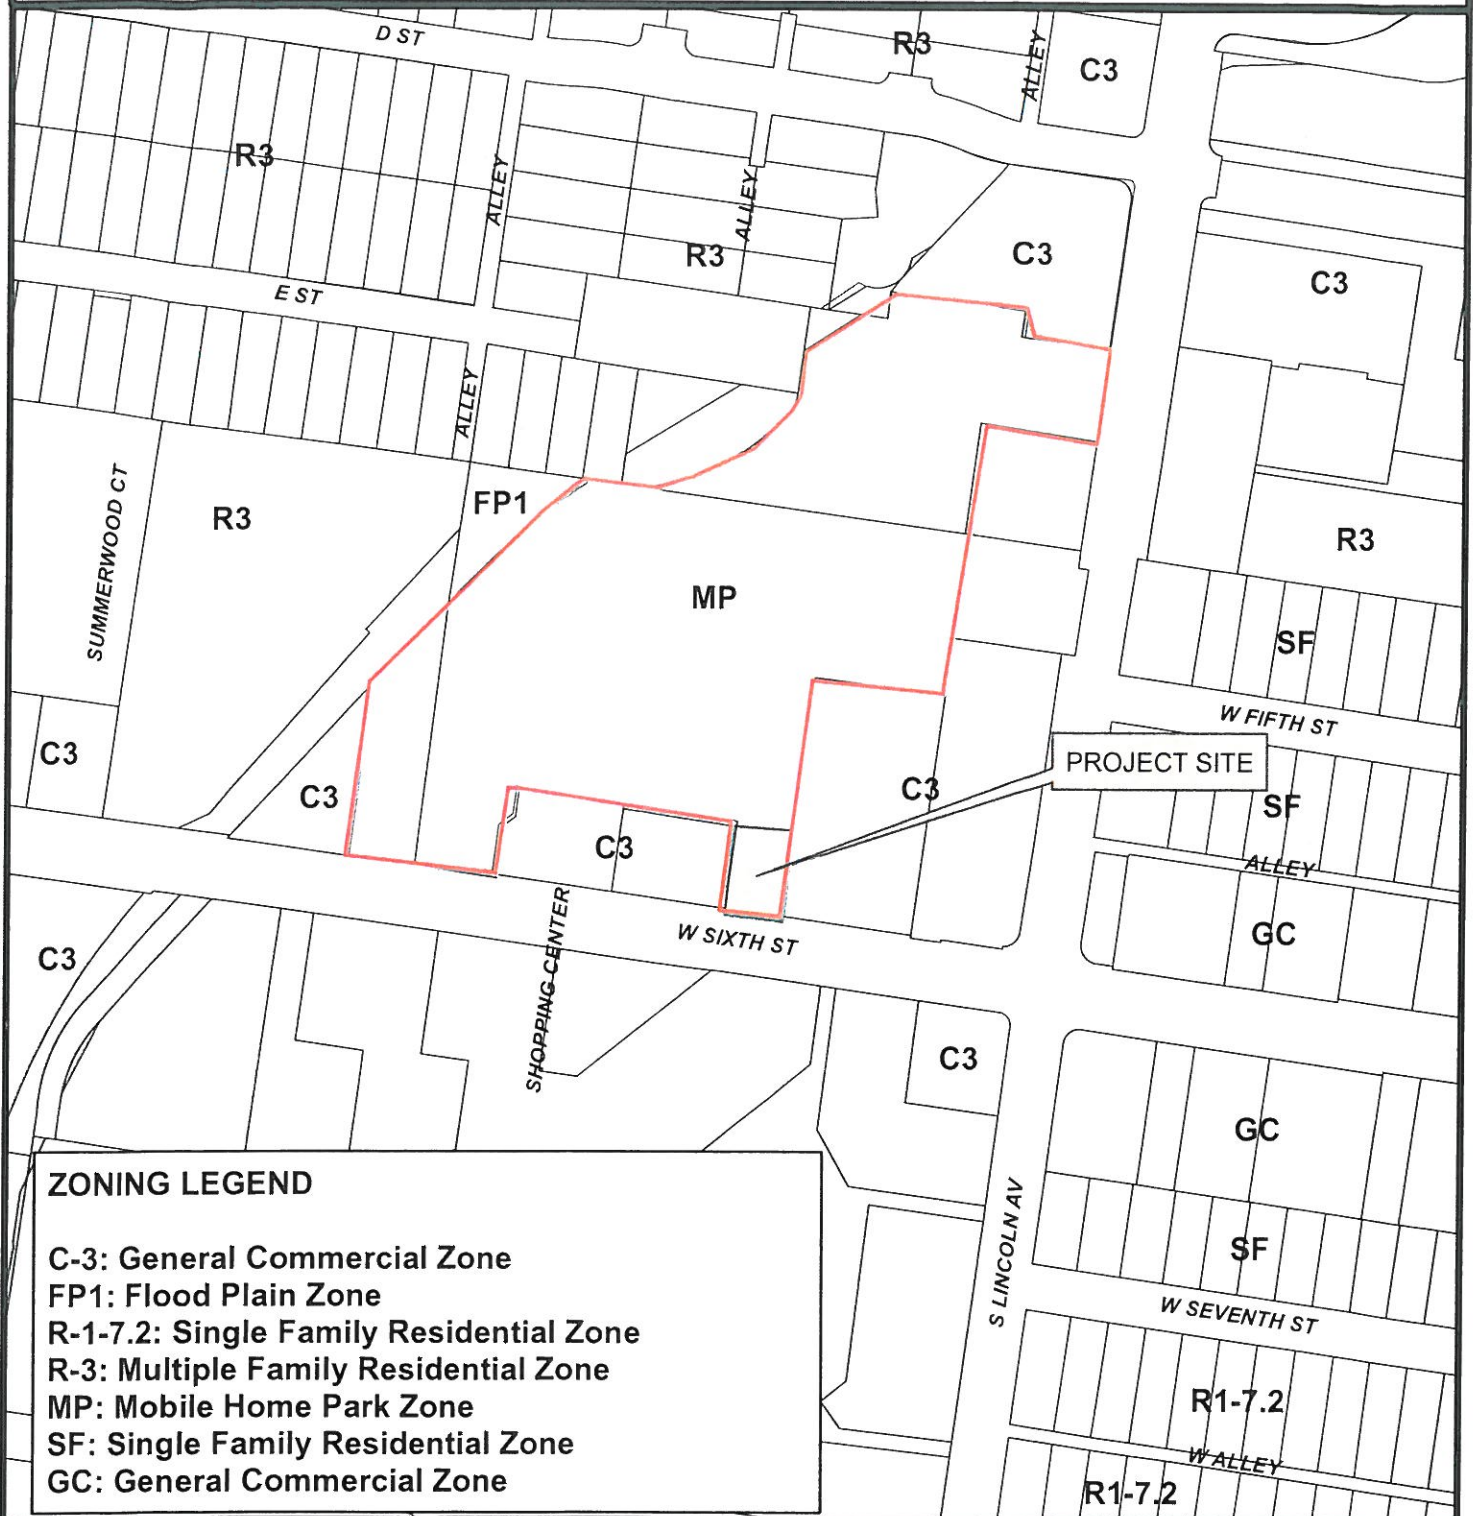 D ST
R3
ALLEY
C3
R3
ALLEY
ALLEY
R3
C3
C3
E ST
ALLEY
SUMMERWOOD CT
R3
FP1
R3
MP
SF
W FIFTH ST
C3
C3
C3
PROJECT SITE
SF
C3
ALLEY
W SIXTH ST
GC
C3
SHOPPING CENTER
C3
GC
S LINCOLN AV
SF
W SEVENTH ST
R1-7.2
W ALLEY
R1-7.2
ZONING LEGEND
C-3: General Commercial Zone
FP1: Flood Plain Zone
R-1-7.2: Single Family Residential Zone
R-3: Multiple Family Residential Zone
MP: Mobile Home Park Zone
SF: Single Family Residential Zone
GC: General Commercial Zone